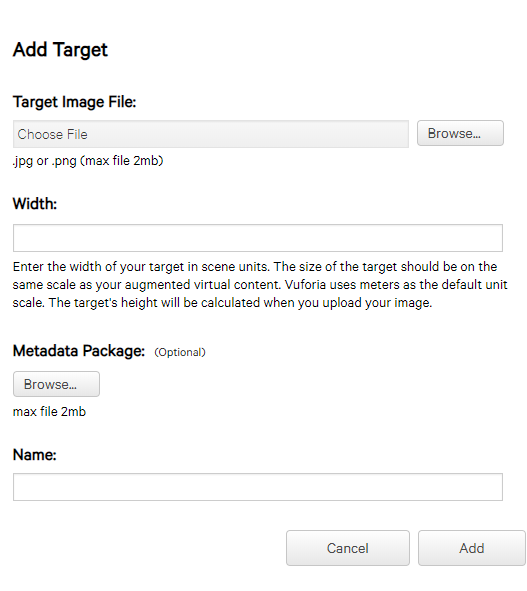 Add Target
Target Image File:
Choose File Browse...
.jpg or .png (max file 2mb)
Width:
Enter the width of your target in scene units. The size of the target should be on the
same scale as your augmented virtual content. Vuforia uses meters as the default unit
scale. The target's height will be calculated when you upload your image.
Metadata Package: (Optional)
Browse...
max file 2mb
Name:
Cancel Add